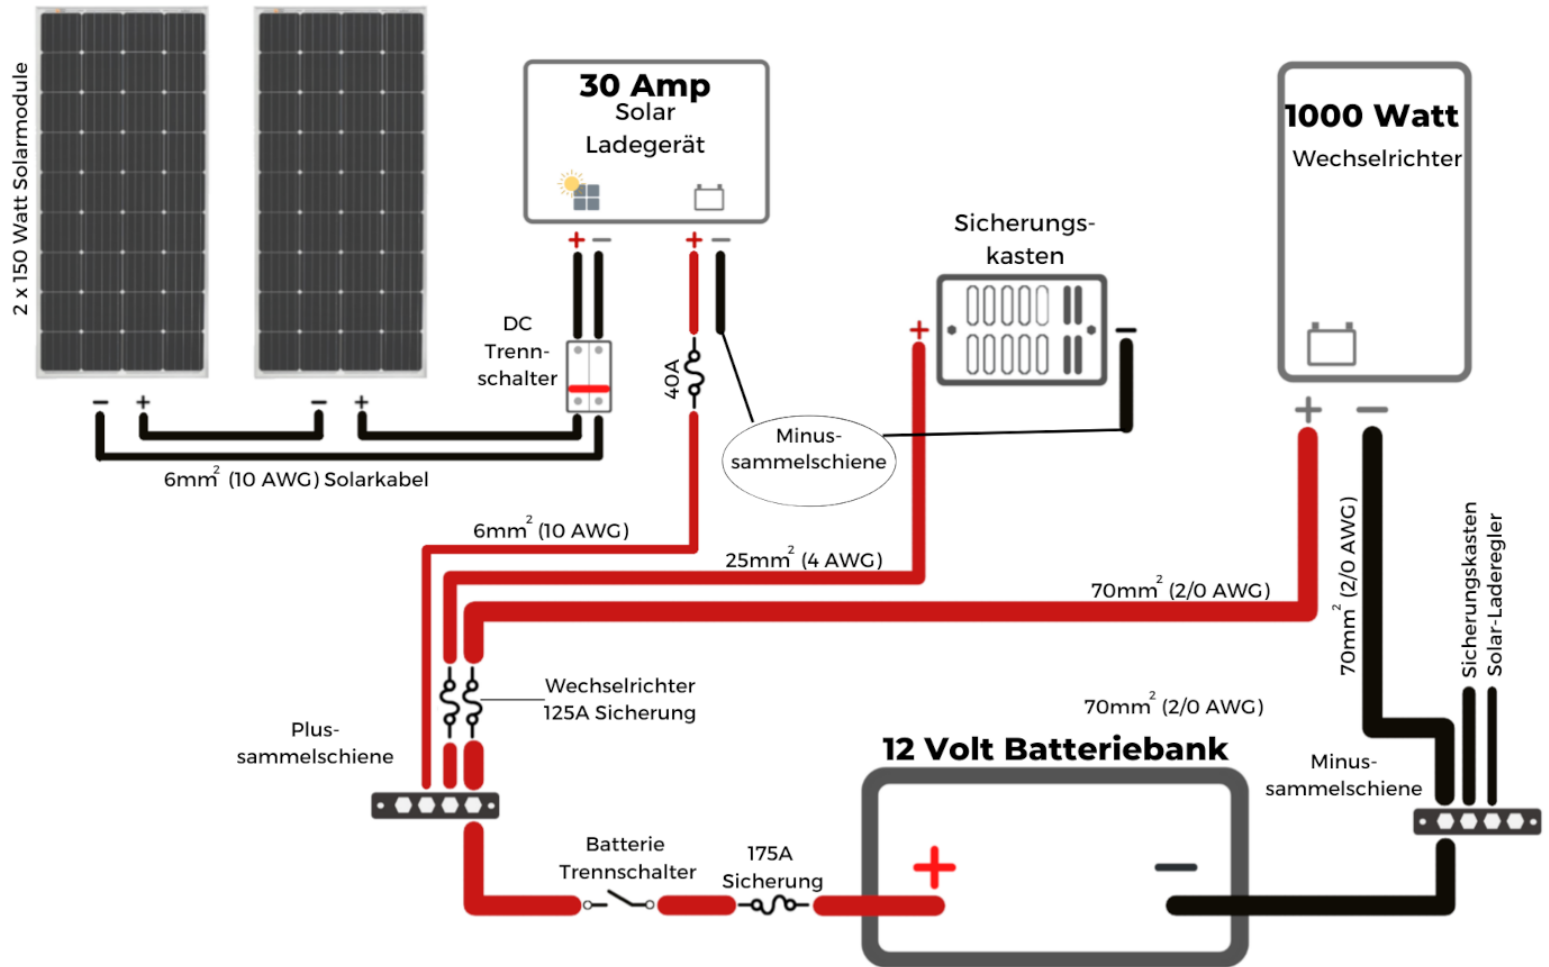 2 x 150 Watt Solarmodule
30 Amp
Solar
Ladegerät
+ −
+ −
1000 Watt
Wechselrichter
+ −
Sicherungs-
kasten
+ −
DC
Trenn-
schalter
40A
− +
− +
6mm² (10 AWG) Solarkabel
Minus-
sammelschiene
6mm² (10 AWG)
25mm² (4 AWG)
70mm² (2/0 AWG)
70mm² (2/0 AWG)
Sicherungskasten
Solar-Laderegler
Wechselrichter
125A Sicherung
Plus-
sammelschiene
70mm² (2/0 AWG)
12 Volt Batteriebank
Minus-
sammelschiene
Batterie
Trennschalter
175A
Sicherung
+ −